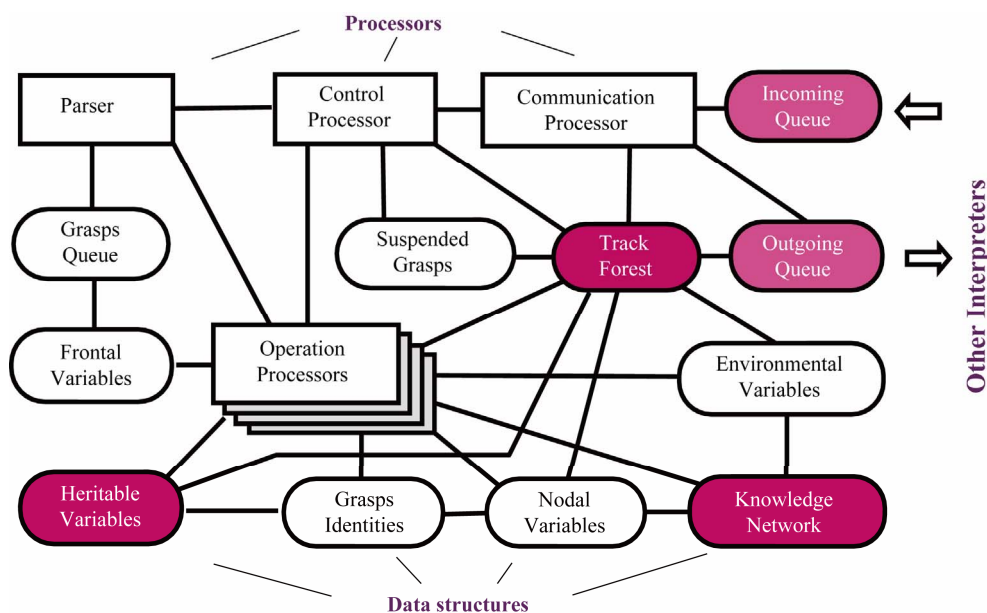 Processors
Parser
Control
Processor
Communication
Processor
Incoming
Queue
Grasps
Queue
Suspended
Grasps
Track
Forest
Outgoing
Queue
Other Interpreters
Frontal
Variables
Operation
Processors
Environmental
Variables
Heritable
Variables
Grasps
Identities
Nodal
Variables
Knowledge
Network
Data structures